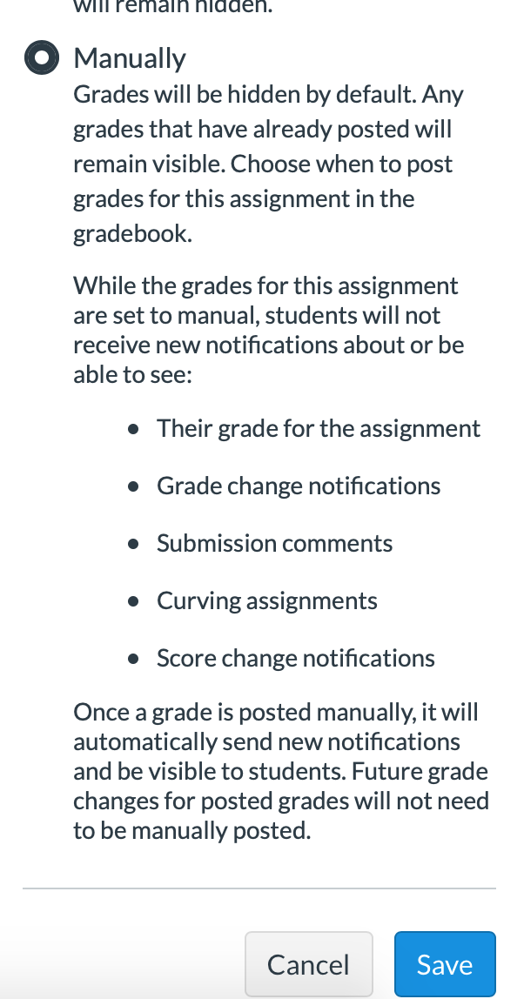 will remain hidden.
Manually
Grades will be hidden by default. Any
grades that have already posted will
remain visible. Choose when to post
grades for this assignment in the
gradebook.
While the grades for this assignment
are set to manual, students will not
receive new notifications about or be
able to see:
Their grade for the assignment
Grade change notifications
Submission comments
Curving assignments
Score change notifications
Once a grade is posted manually, it will
automatically send new notifications
and be visible to students. Future grade
changes for posted grades will not need
to be manually posted.
Cancel
Save